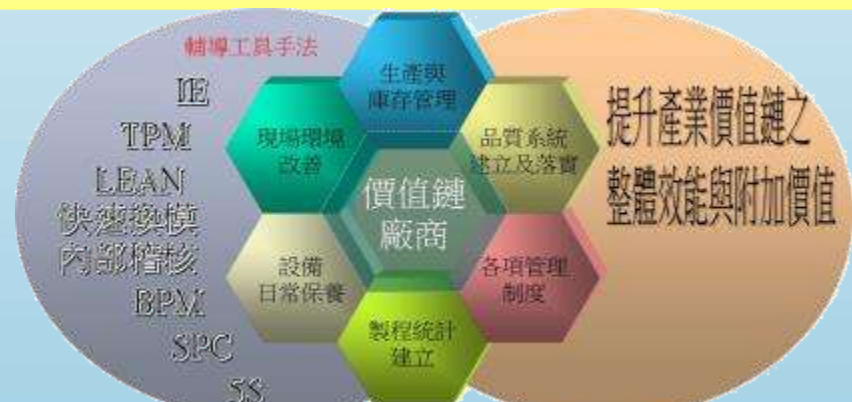 輔導工具手法
IE
TPM
LEAN
快速換模
內部稽核
BPM
SPC
5S
生產與
庫存管理
現場環境
改善
品質系統
建立及落實
價值鏈
廠商
設備
日常保養
各項管理
制度
製程統計
建立
提升產業價值鏈之
整體效能與附加價值